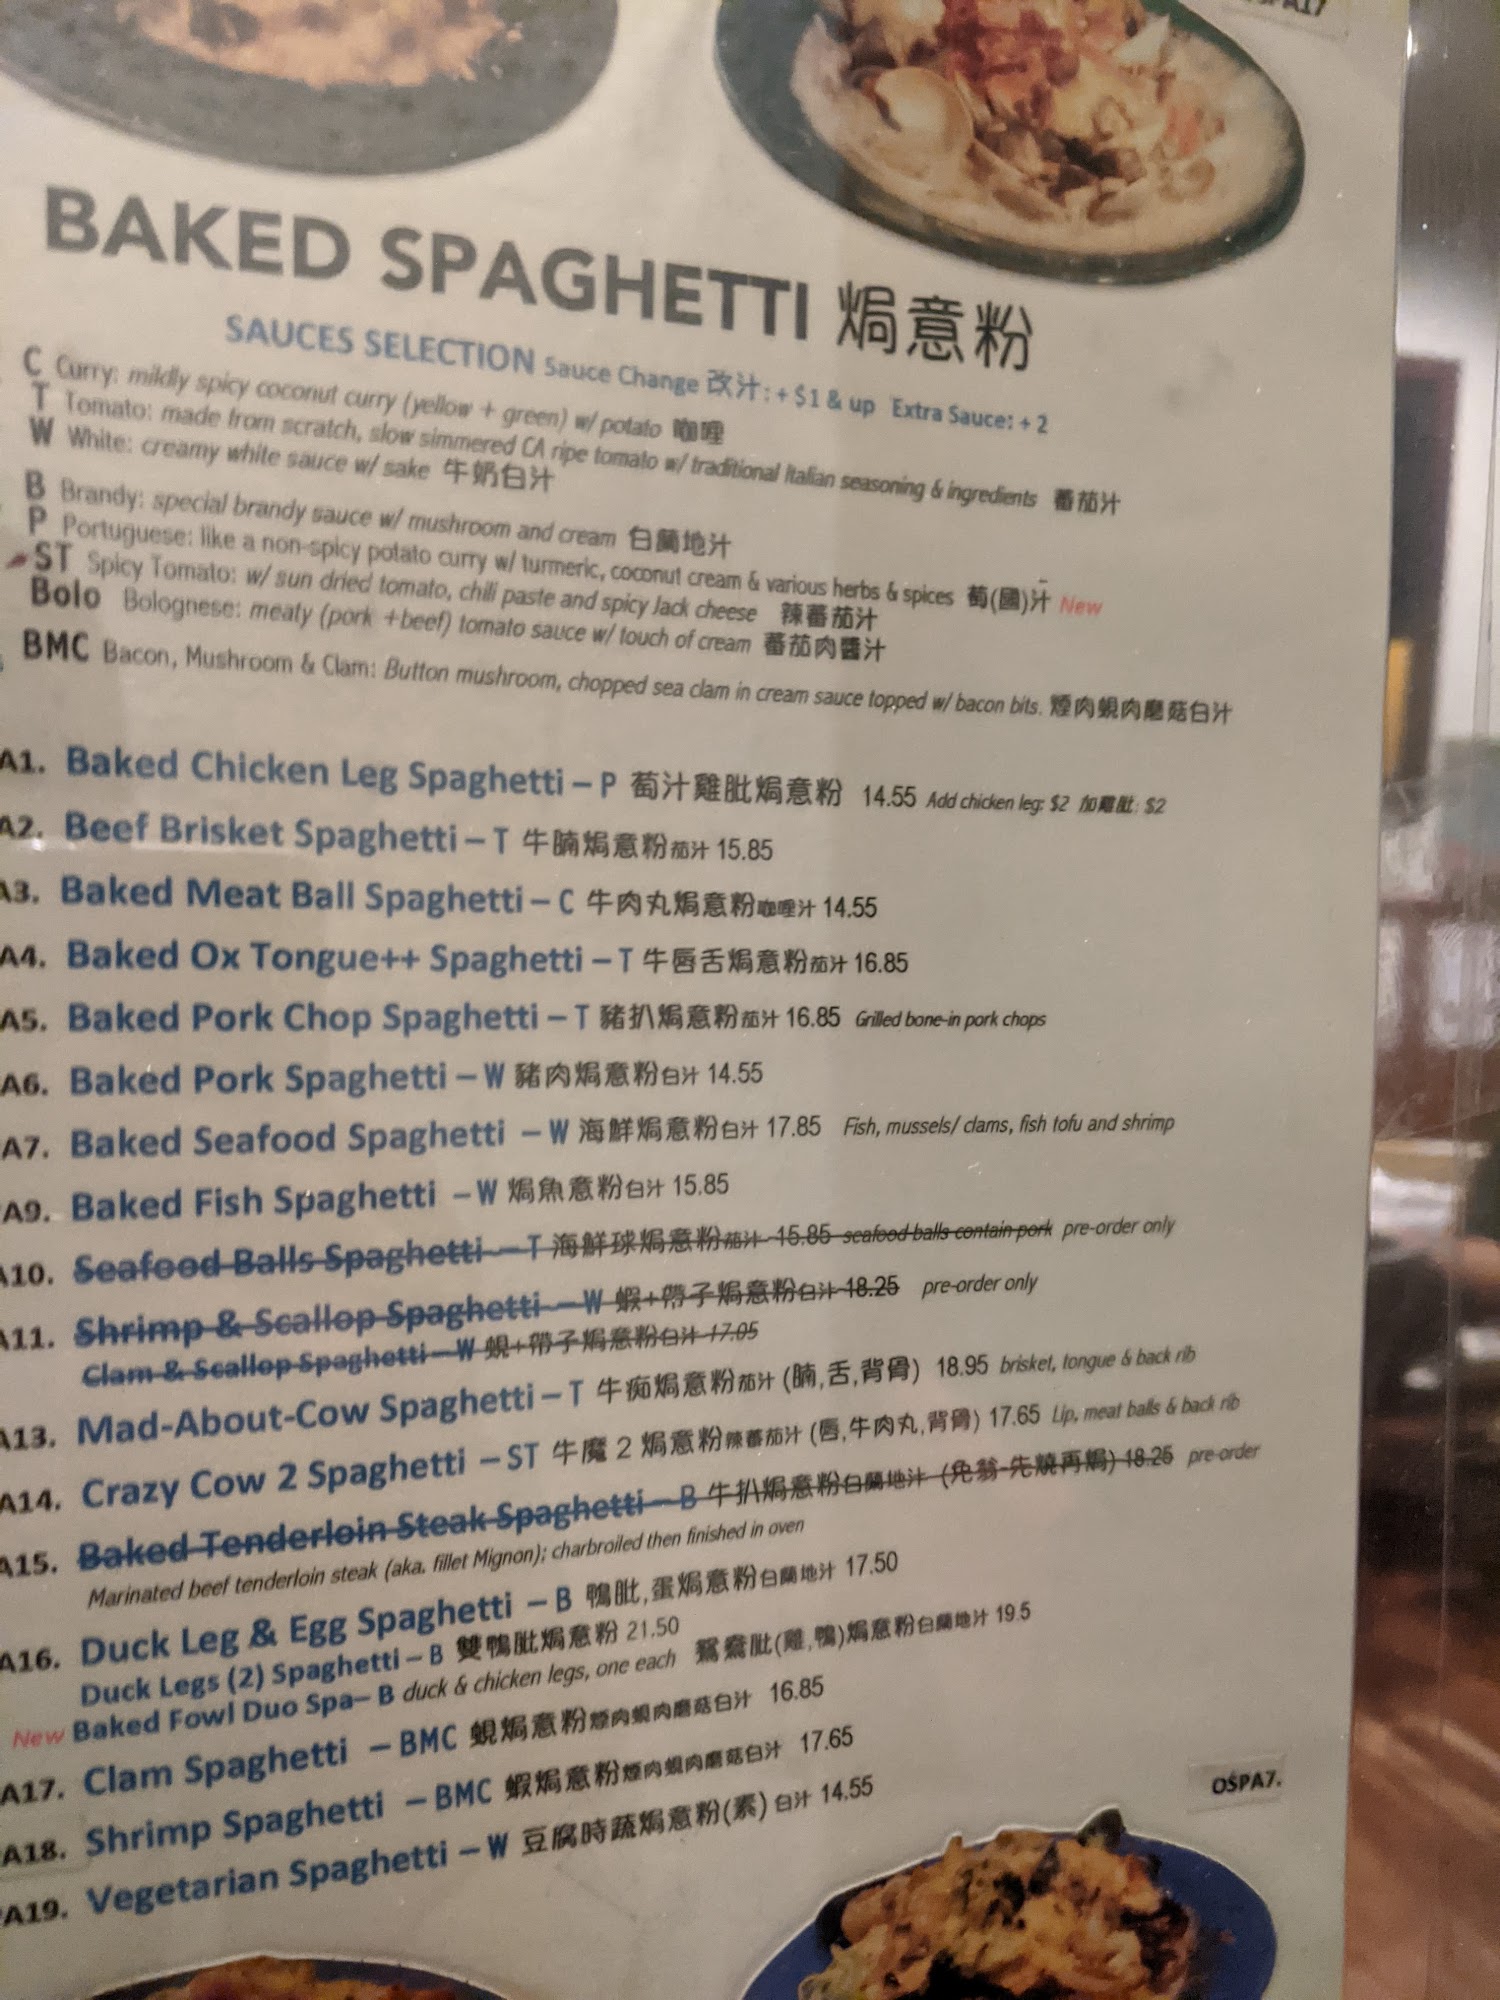 PA17
BAKED SPAGHETTI 焗意粉
SAUCES SELECTION Sauce Change 改汁: + $1 & up Extra Sauce: + 2
C Curry: mildly spicy coconut curry (yellow + green) w/ potato 咖喱
T Tomato: made from scratch, slow simmered CA ripe tomato w/ traditional Italian seasoning & ingredients 蕃茄汁
W White: creamy white sauce w/ sake 牛奶白汁
B Brandy: special brandy sauce w/ mushroom and cream 白蘭地汁
P Portuguese: like a non-spicy potato curry w/ turmeric, coconut cream & various herbs & spices 萄(國)汁 New
ST Spicy Tomato: w/ sun dried tomato, chili paste and spicy Jack cheese 辣蕃茄汁
Bolo Bolognese: meaty (pork +beef) tomato sauce w/ touch of cream 蕃茄肉醬汁
BMC Bacon, Mushroom & Clam: Button mushroom, chopped sea clam in cream sauce topped w/ bacon bits. 煙肉蜆肉磨菇白汁
A1. Baked Chicken Leg Spaghetti – P 萄汁雞肶焗意粉 14.55 Add chicken leg: $2 加雞肶: $2
A2. Beef Brisket Spaghetti – T 牛腩焗意粉茄汁 15.85
A3. Baked Meat Ball Spaghetti – C 牛肉丸焗意粉咖喱汁 14.55
A4. Baked Ox Tongue++ Spaghetti – T 牛唇舌焗意粉茄汁 16.85
A5. Baked Pork Chop Spaghetti – T 豬扒焗意粉茄汁 16.85 Grilled bone-in pork chops
A6. Baked Pork Spaghetti – W 豬肉焗意粉白汁 14.55
A7. Baked Seafood Spaghetti – W 海鮮焗意粉白汁 17.85 Fish, mussels/ clams, fish tofu and shrimp
A9. Baked Fish Spaghetti – W 焗魚意粉白汁 15.85
A10. Seafood Balls Spaghetti – T 海鮮球焗意粉茄汁 15.85 seafood balls contain pork pre-order only
A11. Shrimp & Scallop Spaghetti – W 蝦+帶子焗意粉白汁 18.25 pre-order only
Clam & Scallop Spaghetti – W 蜆+帶子焗意粉白汁 17.05
A13. Mad-About-Cow Spaghetti – T 牛痴焗意粉茄汁 (腩,舌,背骨) 18.95 brisket, tongue & back rib
A14. Crazy Cow 2 Spaghetti – ST 牛魔 2 焗意粉辣蕃茄汁 (唇,牛肉丸,背骨) 17.65 Lip, meat balls & back rib
A15. Baked Tenderloin Steak Spaghetti – B 牛扒焗意粉白蘭地汁 (免翁-先燒再焗) 18.25 pre-order
Marinated beef tenderloin steak (aka. fillet Mignon); charbroiled then finished in oven
A16. Duck Leg & Egg Spaghetti – B 鴨肶,蛋焗意粉白蘭地汁 17.50
Duck Legs (2) Spaghetti – B 雙鴨肶焗意粉 21.50
New Baked Fowl Duo Spa– B duck & chicken legs, one each 鴛鴦肶(雞,鴨)焗意粉白蘭地汁 19.5
A17. Clam Spaghetti – BMC 蜆焗意粉煙肉蜆肉磨菇白汁 16.85
A18. Shrimp Spaghetti – BMC 蝦焗意粉煙肉蜆肉磨菇白汁 17.65
A19. Vegetarian Spaghetti – W 豆腐時蔬焗意粉(素) 白汁 14.55
OSPA7.